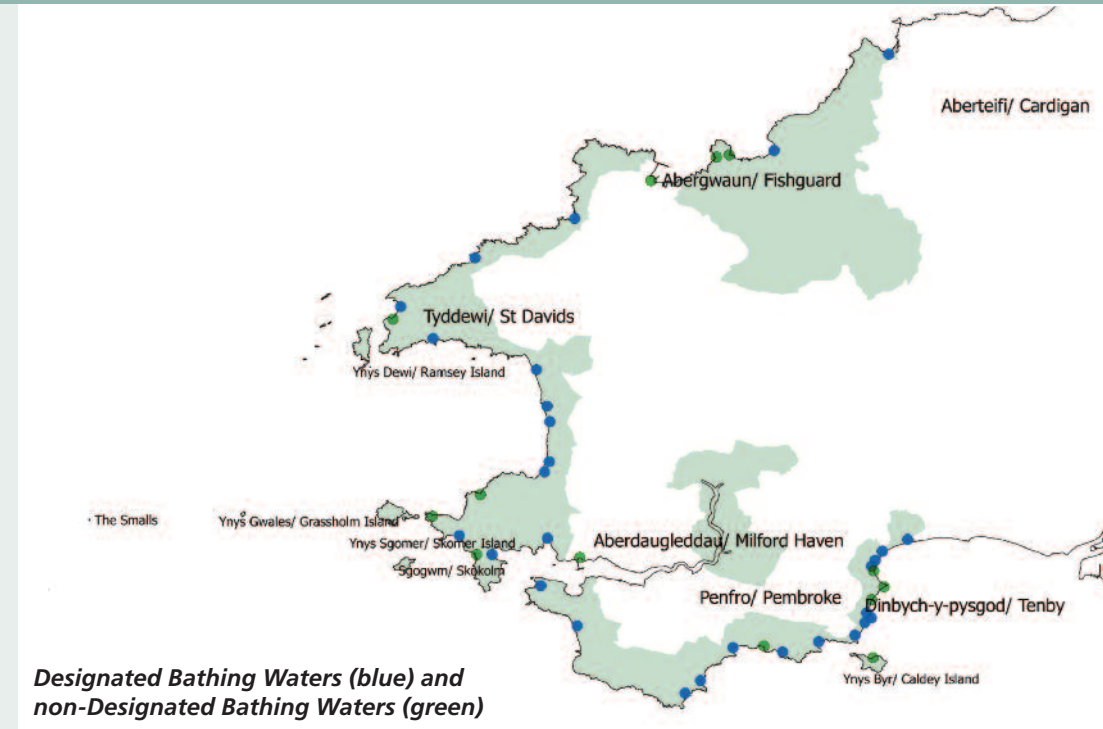 Aberteifi/ Cardigan
Abergwaun/ Fishguard
Tyddewi/ St Davids
Ynys Dewi/ Ramsey Island
The Smalls
Ynys Gwales/ Grassholm Island
Ynys Sgomer/ Skomer Island
Sgogwm/ Skokolm
Aberdaugleddau/ Milford Haven
Penfro/ Pembroke
Dinbych-y-pysgod/ Tenby
Ynys Byr/ Caldey Island
Designated Bathing Waters (blue) and
non-Designated Bathing Waters (green)